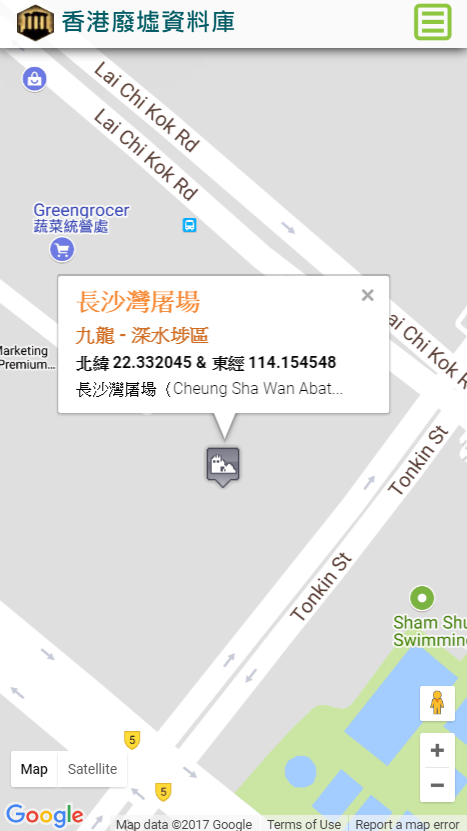 香港廢墟資料庫
Lai Chi Kok Rd
Lai Chi Kok Rd
Greengrocer
蔬菜統營處
長沙灣屠場
×
九龍 - 深水埗區
北緯 22.332045 & 東經 114.154548
長沙灣屠場（Cheung Sha Wan Abat...
Marketing
Premium...
ai Chi Kok R
Tonkin St
Tonkin St
Sham Shu
Swimming
5
5
Map
Satellite
+
−
Google
Map data ©2017 Google
Terms of Use
Report a map error